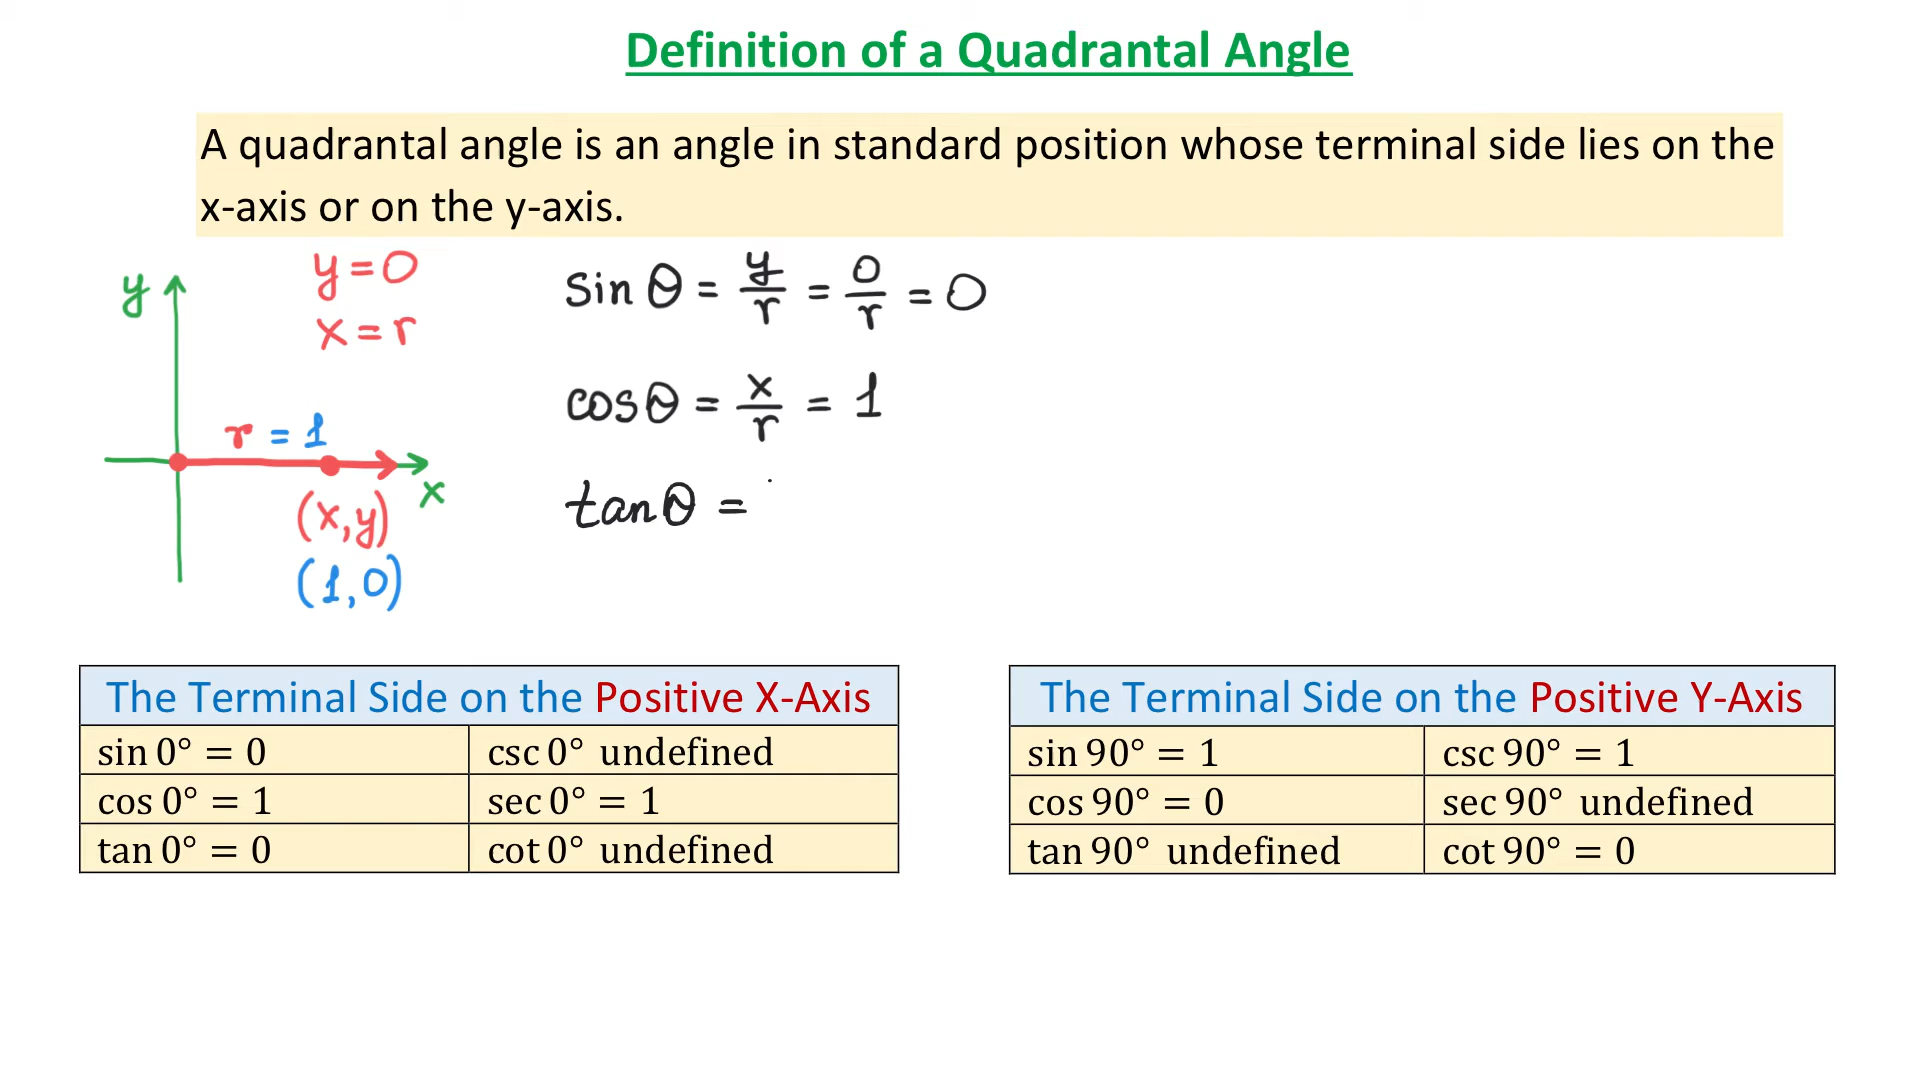 Definition of a Quadrantal Angle
A quadrantal angle is an angle in standard position whose terminal side lies on the
x-axis or on the y-axis.
y
y = 0
x = r
r = 1
x
(x, y)
(1, 0)
sin θ = y/r = 0/r = 0
cos θ = x/r = 1
tan θ =
The Terminal Side on the Positive X-Axis
sin 0° = 0 csc 0° undefined
cos 0° = 1 sec 0° = 1
tan 0° = 0 cot 0° undefined
The Terminal Side on the Positive Y-Axis
sin 90° = 1 csc 90° = 1
cos 90° = 0 sec 90° undefined
tan 90° undefined cot 90° = 0